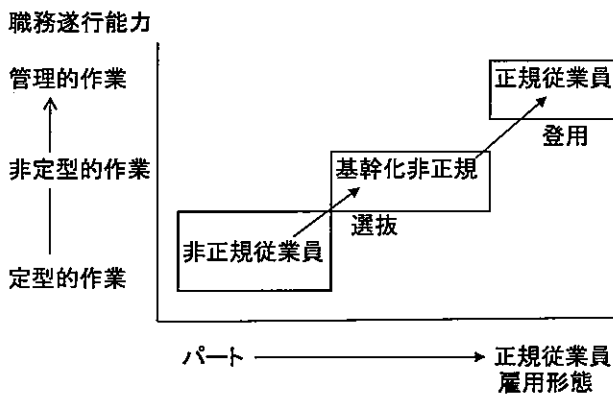 職務遂行能力
管理的作業
正規従業員
登用
非定型的作業
基幹化非正規
選抜
非正規従業員
定型的作業
パート
正規従業員
雇用形態